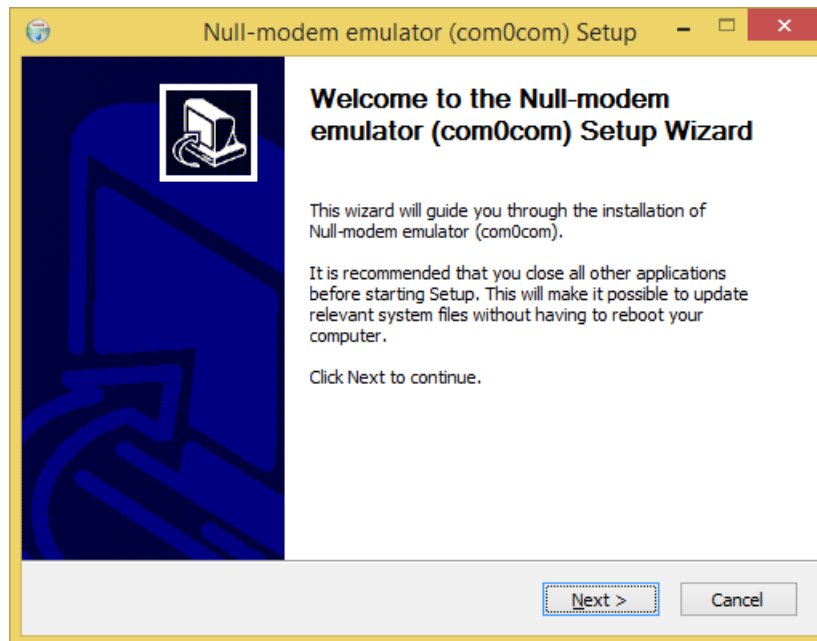 Null-modem emulator (com0com) Setup
Welcome to the Null-modem
emulator (com0com) Setup Wizard
This wizard will guide you through the installation of
Null-modem emulator (com0com).
It is recommended that you close all other applications
before starting Setup. This will make it possible to update
relevant system files without having to reboot your
computer.
Click Next to continue.
Next >
Cancel